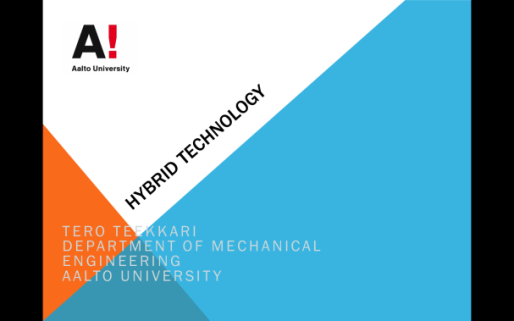 A!
Aalto University
HYBRID TECHNOLOGY
TERO TEEKKARI
DEPARTMENT OF MECHANICAL
ENGINEERING
AALTO UNIVERSITY